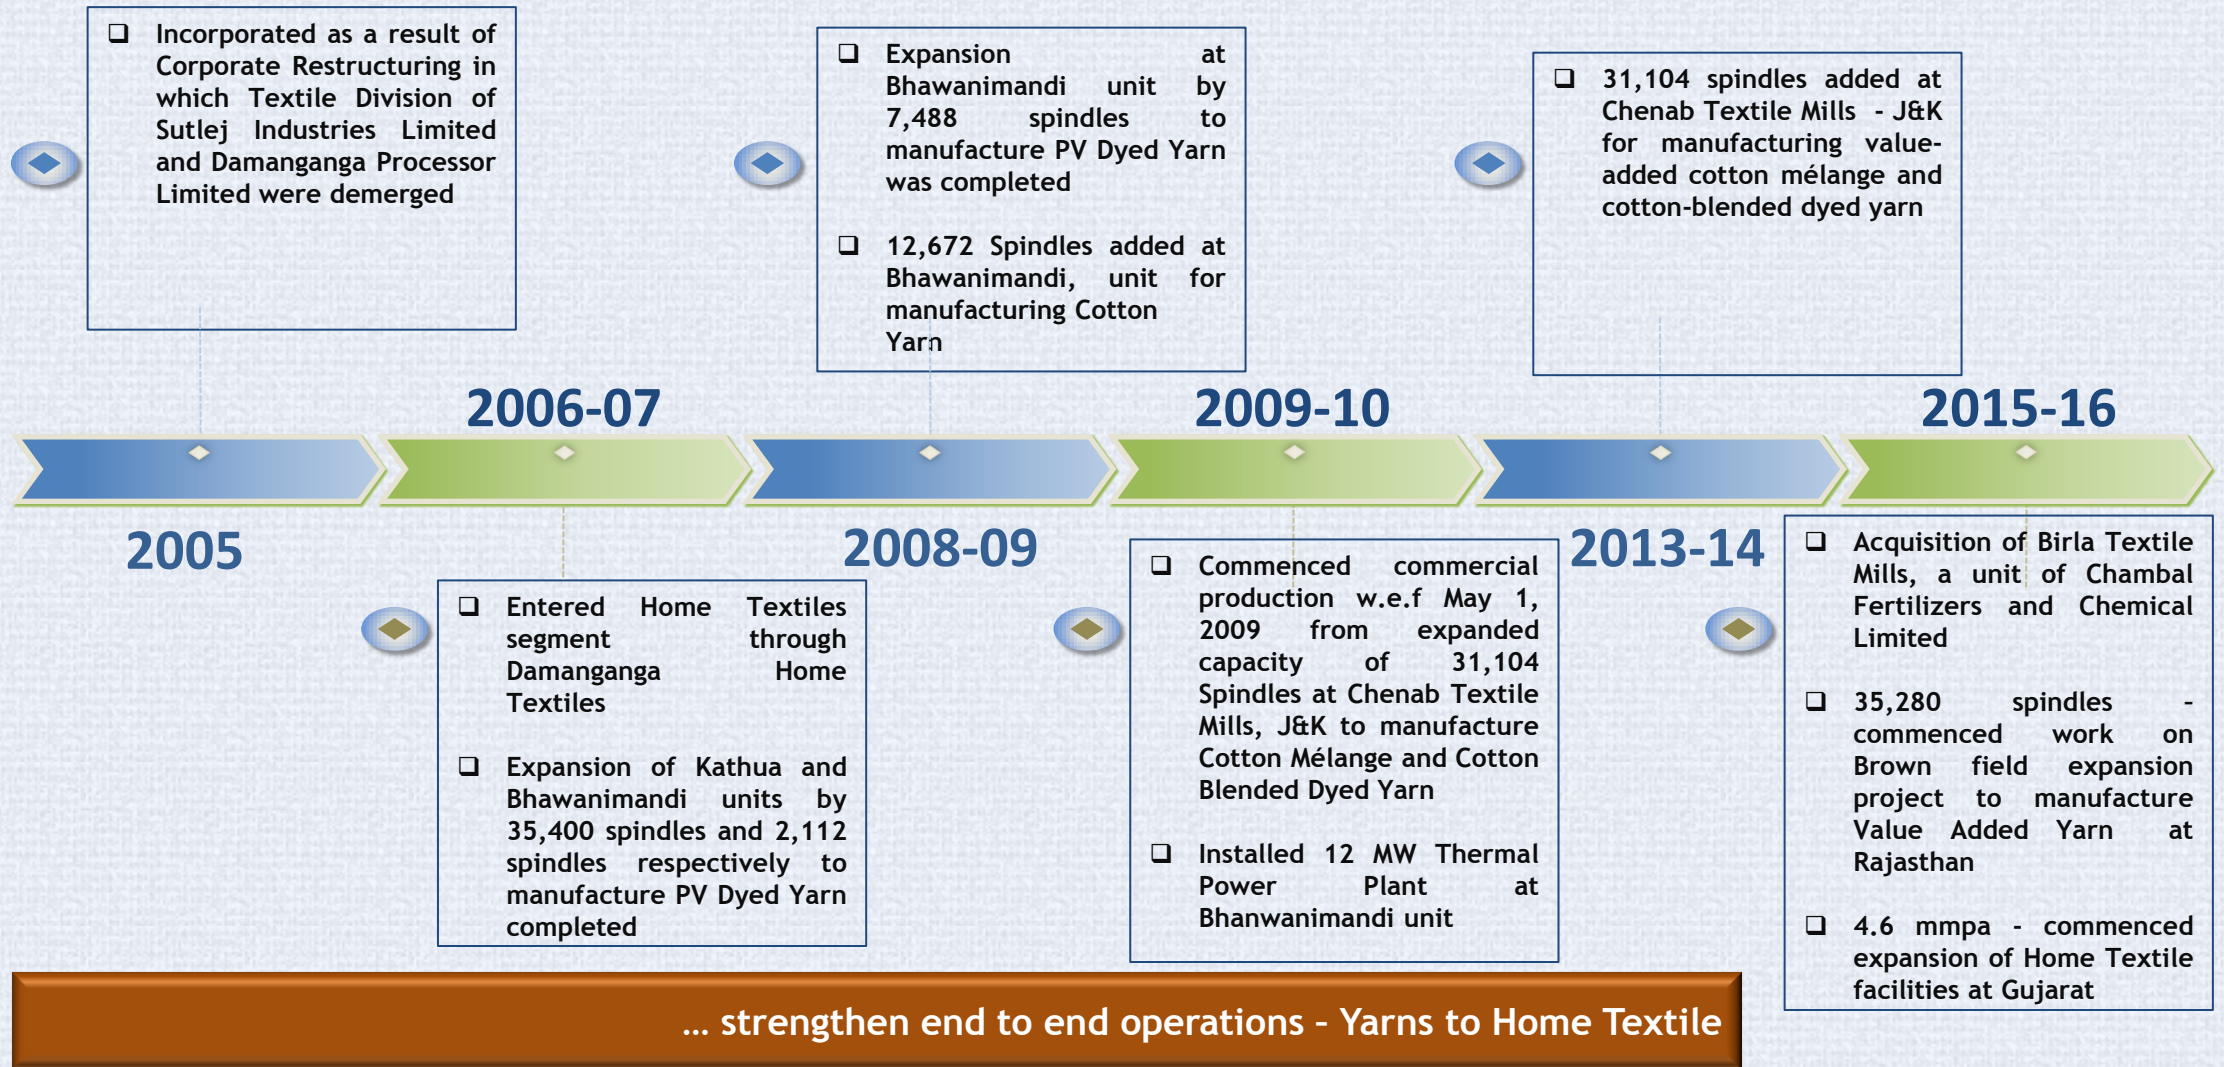 ❑ Incorporated as a result of
Corporate Restructuring in
which Textile Division of
Sutlej Industries Limited
and Damanganga Processor
Limited were demerged
2005
2006-07
❑ Entered Home Textiles
segment through
Damanganga Home
Textiles
❑ Expansion of Kathua and
Bhawanimandi units by
35,400 spindles and 2,112
spindles respectively to
manufacture PV Dyed Yarn
completed
❑ Expansion at
Bhawanimandi unit by
7,488 spindles to
manufacture PV Dyed Yarn
was completed
❑ 12,672 Spindles added at
Bhawanimandi, unit for
manufacturing Cotton
Yarn
2008-09
2009-10
❑ Commenced commercial
production w.e.f May 1,
2009 from expanded
capacity of 31,104
Spindles at Chenab Textile
Mills, J&K to manufacture
Cotton Mélange and Cotton
Blended Dyed Yarn
❑ Installed 12 MW Thermal
Power Plant at
Bhanwanimandi unit
❑ 31,104 spindles added at
Chenab Textile Mills - J&K
for manufacturing value-
added cotton mélange and
cotton-blended dyed yarn
2013-14
2015-16
❑ Acquisition of Birla Textile
Mills, a unit of Chambal
Fertilizers and Chemical
Limited
❑ 35,280 spindles –
commenced work on
Brown field expansion
project to manufacture
Value Added Yarn at
Rajasthan
❑ 4.6 mmpa - commenced
expansion of Home Textile
facilities at Gujarat
… strengthen end to end operations – Yarns to Home Textile